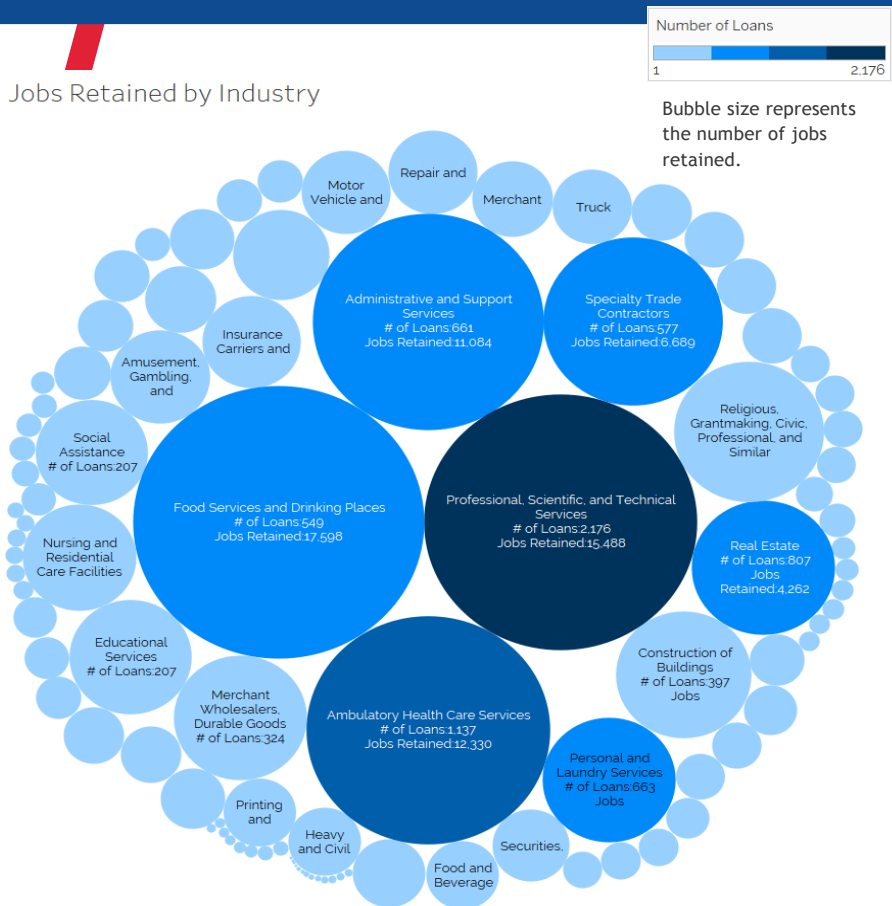 Number of Loans
1
2,176
Jobs Retained by Industry
Bubble size represents
the number of jobs
retained.
Motor
Vehicle and
Repair and
Merchant
Truck
Administrative and Support
Services
# of Loans:661
Jobs Retained:11,084
Specialty Trade
Contractors
# of Loans:577
Jobs Retained:6,689
Insurance
Carriers and
Amusement,
Gambling,
and
Religious,
Grantmaking, Civic,
Professional, and
Similar
Social
Assistance
# of Loans:207
Food Services and Drinking Places
# of Loans:549
Jobs Retained:17,598
Professional, Scientific, and Technical
Services
# of Loans:2,176
Jobs Retained:15,488
Nursing and
Residential
Care Facilities
Real Estate
# of Loans:807
Jobs
Retained:4,262
Educational
Services
# of Loans:207
Construction of
Buildings
# of Loans:397
Jobs
Merchant
Wholesalers,
Durable Goods
# of Loans:324
Ambulatory Health Care Services
# of Loans:1,137
Jobs Retained:12,330
Personal and
Laundry Services
# of Loans:663
Jobs
Printing
and
Heavy
and Civil
Securities,
Food and
Beverage